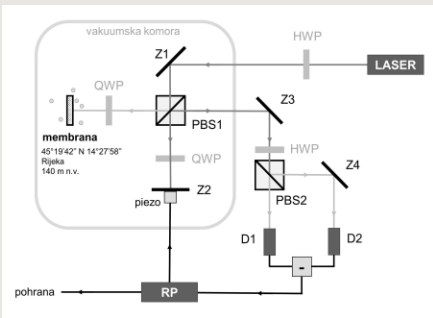 vakuumska komora
Z1
HWP
LASER
QWP
Z3
PBS1
membrana
45°19'42" N 14°27'58"
Rijeka
140 m n.v.
HWP
Z4
QWP
Z2
PBS2
piezo
D1
D2
-
pohrana
RP